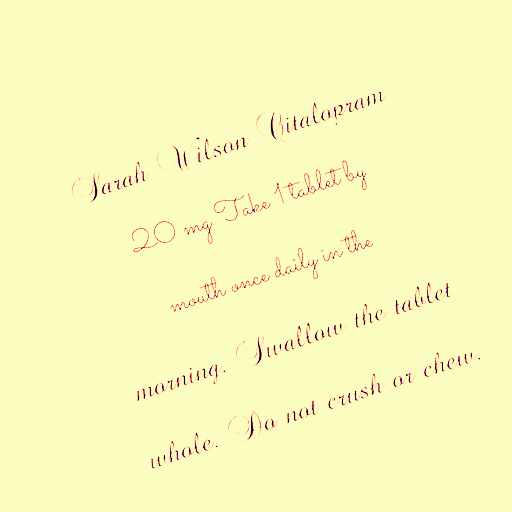 Sarah Wilson Citalopram
20 mg Take 1 tablet by
mouth once daily in the
morning. Swallow the tablet
whole. Do not crush or chew.